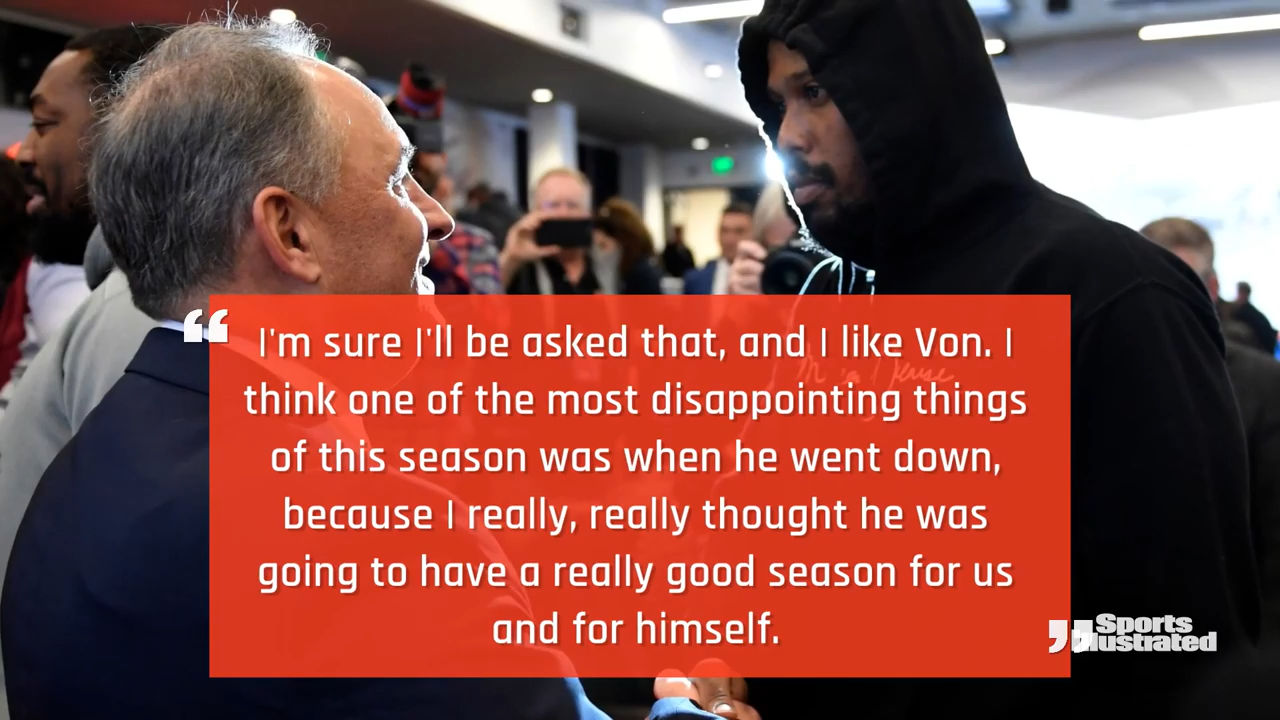 “
I'm sure I'll be asked that, and I like Von. I
think one of the most disappointing things
of this season was when he went down,
because I really, really thought he was
going to have a really good season for us
and for himself.
”
Sports
Illustrated